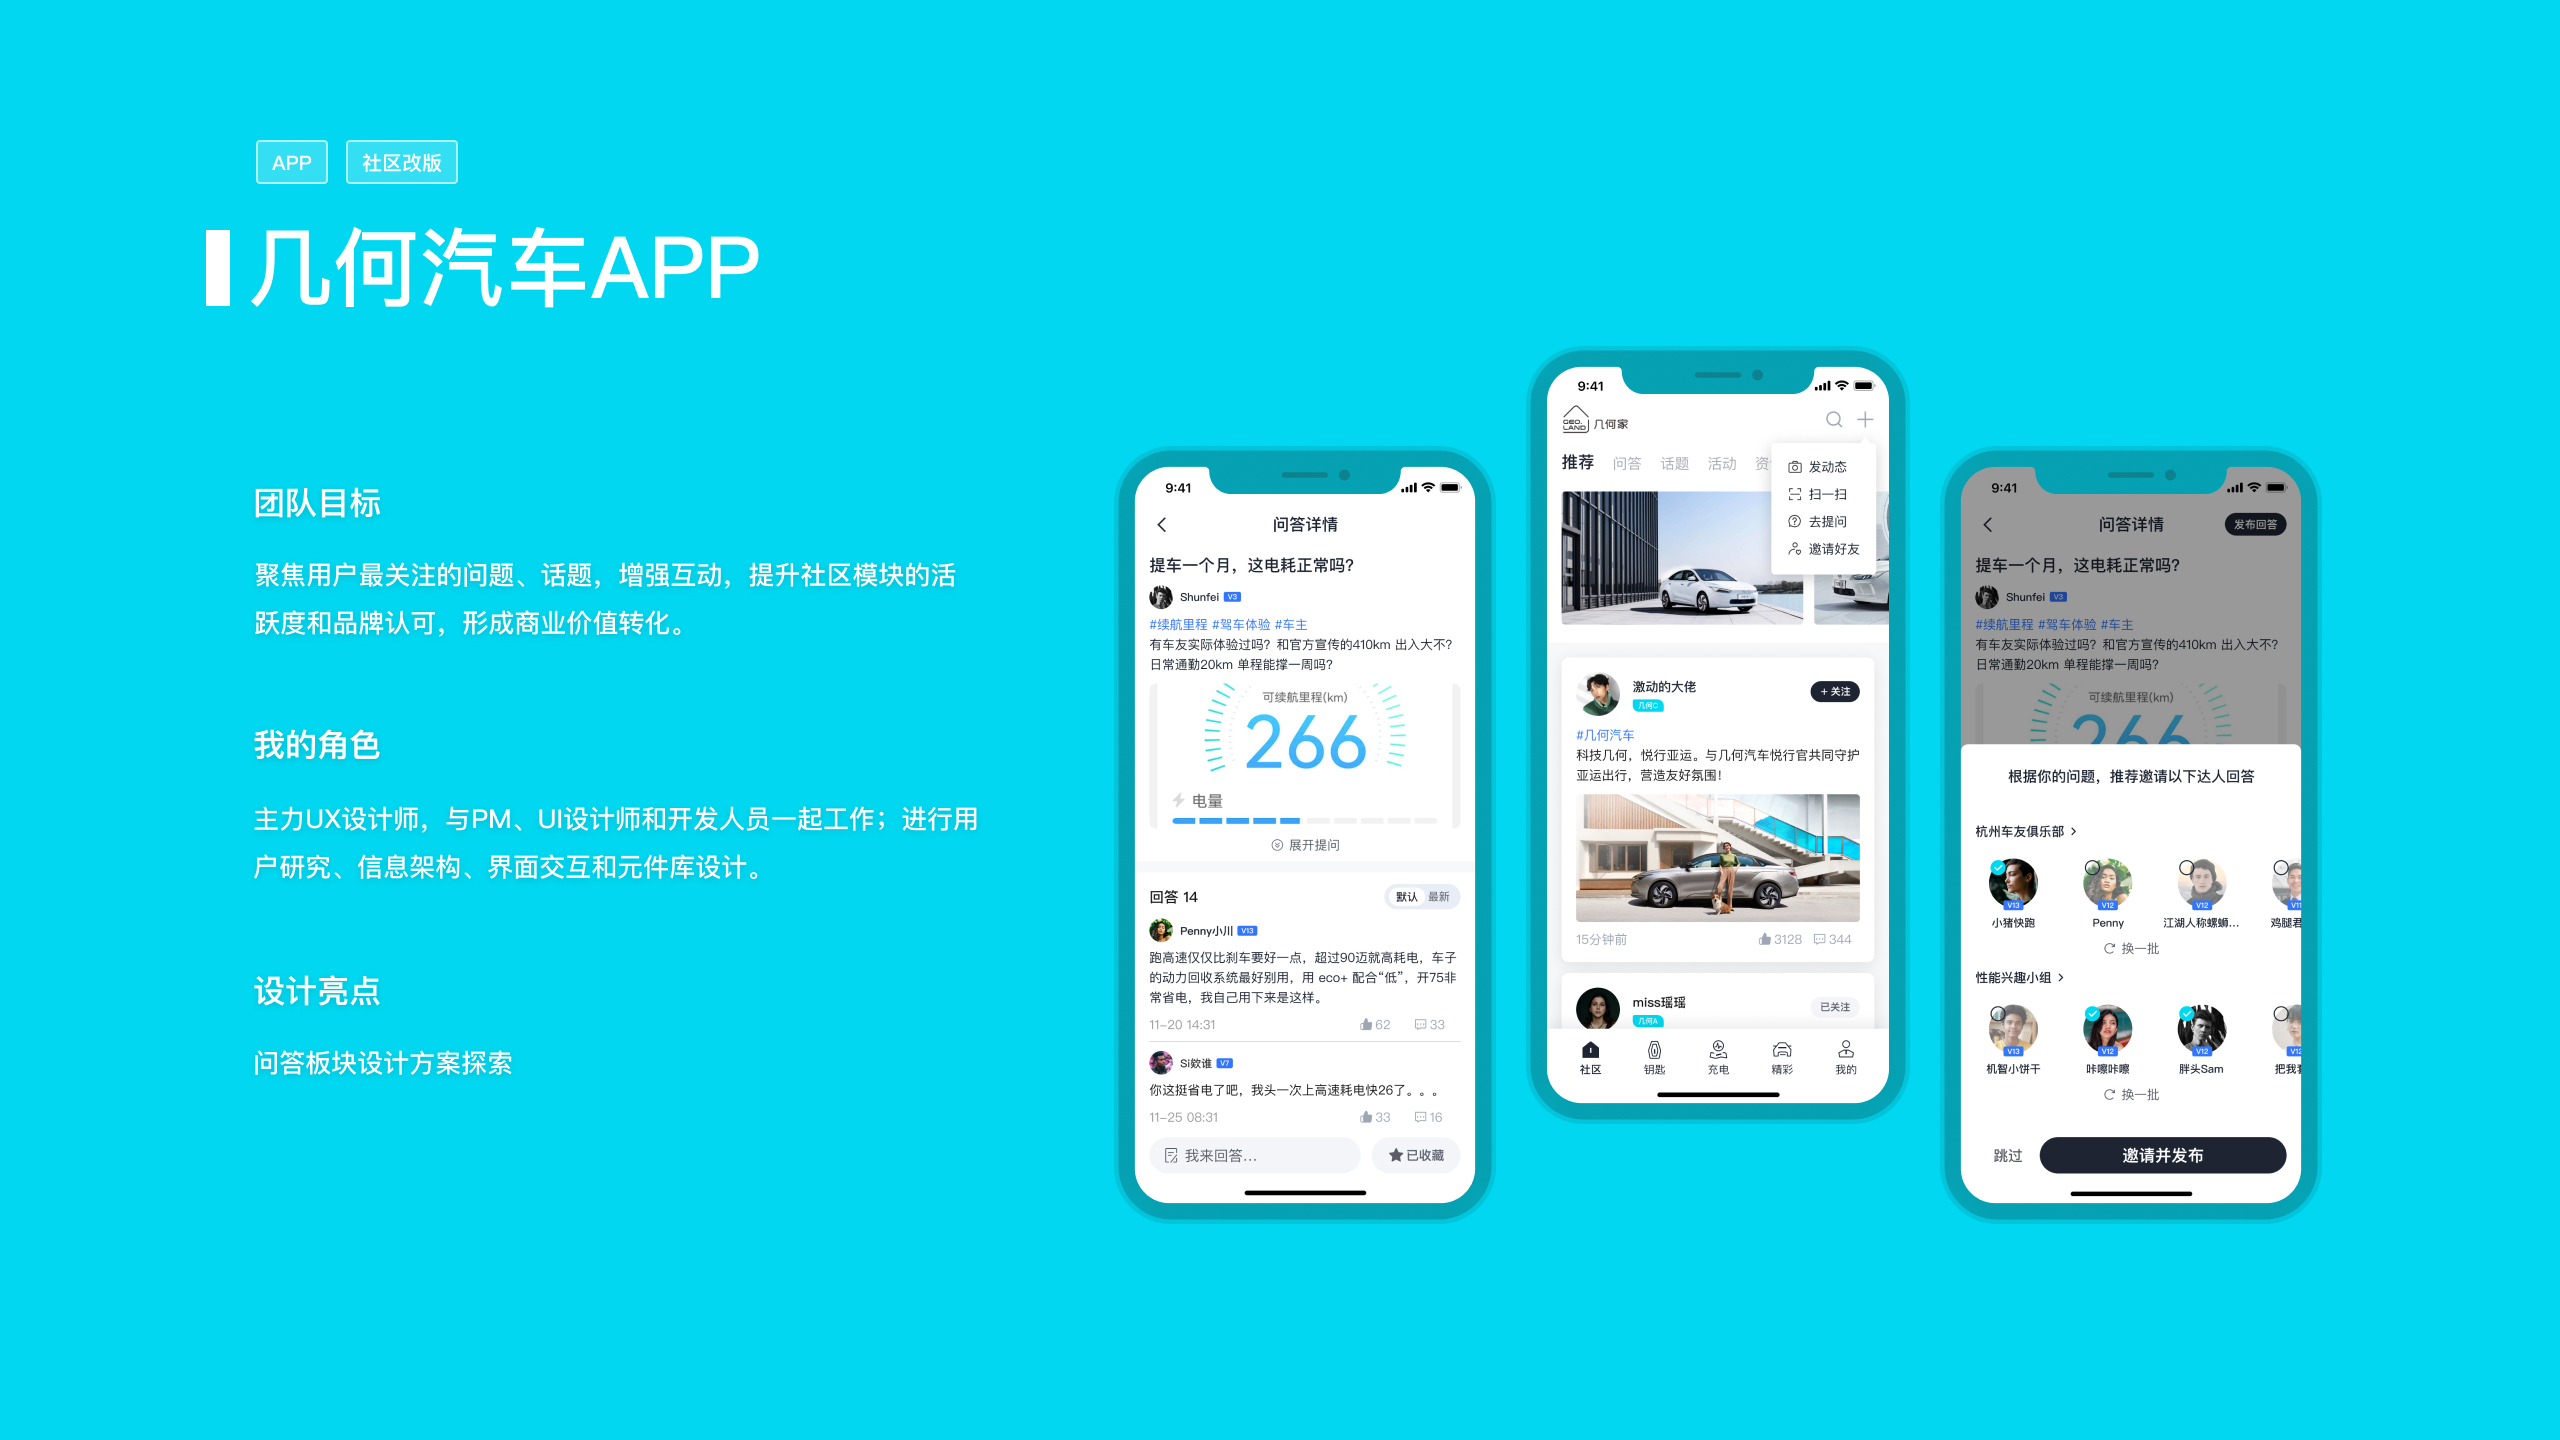 APP
社区改版
几何汽车APP
团队目标
聚焦用户最关注的问题、话题，增强互动，提升社区模块的活
跃度和品牌认可，形成商业价值转化。
我的角色
主力UX设计师，与PM、UI设计师和开发人员一起工作；进行用
户研究、信息架构、界面交互和元件库设计。
设计亮点
问答板块设计方案探索
9:41
问答详情
提车一个月，这电耗正常吗?
Shunfei V3
#续航里程 #驾车体验 #车主
有车友实际体验过吗？和官方宣传的410km 出入大不?
日常通勤20km 单程能撑一周吗?
可续航里程(km)
266
电量
展开提问
回答 14
默认 最新
Penny小川 V13
跑高速仅仅比刹车要好一点，超过90迈就高耗电，车子
的动力回收系统最好别用，用 eco+ 配合“低”，开75非
常省电，我自己用下来是这样。
11-20 14:31 62 33
Si欸谁 V7
你这挺省电了吧，我头一次上高速耗电快26了。。。
11-25 08:31 33 16
我来回答...
已收藏
9:41
GEO.
LAND
几何家
推荐 问答 话题 活动
发动态
扫一扫
去提问
邀请好友
激动的大佬
几何C
+ 关注
#几何汽车
科技几何，悦行亚运。与几何汽车悦行官共同守护
亚运出行，营造友好氛围！
15分钟前 3128 344
miss瑶瑶
几何A
已关注
社区 钥匙 充电 精彩 我的
9:41
问答详情
发布回答
提车一个月，这电耗正常吗?
Shunfei V3
#续航里程 #驾车体验 #车主
有车友实际体验过吗？和官方宣传的410km 出入大不?
日常通勤20km 单程能撑一周吗?
可续航里程(km)
266
根据你的问题，推荐邀请以下达人回答
杭州车友俱乐部
V13 V12 V12 V11
小猪快跑 Penny 江湖人称螺蛳... 鸡腿君
换一批
性能兴趣小组
V13 V12 V12 V12
机智小饼干 咔嚓咔嚓 胖头Sam 把我
换一批
跳过
邀请并发布